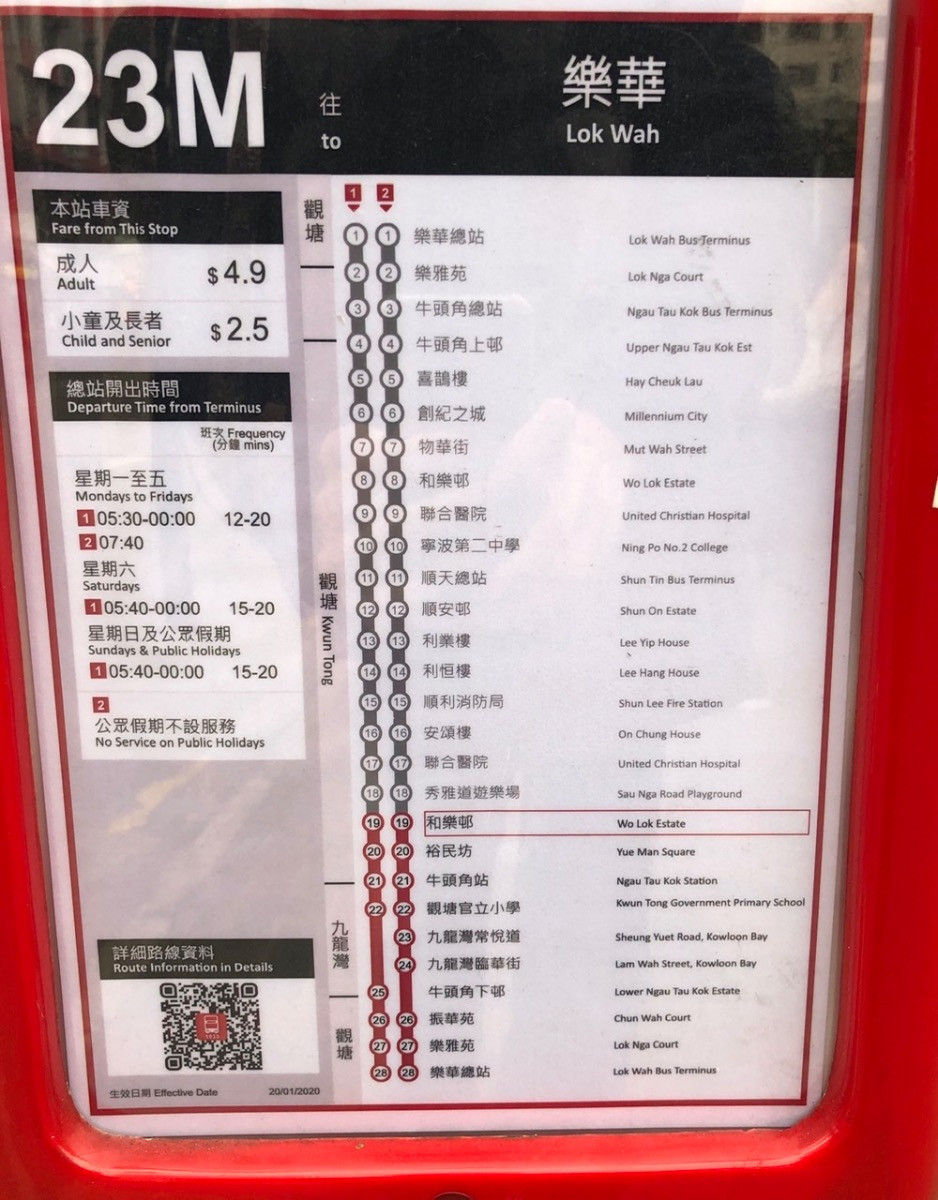 23M
往
to
樂華
Lok Wah
本站車資
Fare from This Stop
成人
Adult
$4.9
小童及長者
Child and Senior
$2.5
總站開出時間
Departure Time from Terminus
班次 Frequency
(分鐘 mins)
星期一至五
Mondays to Fridays
1 05:30-00:00 12-20
2 07:40
星期六
Saturdays
1 05:40-00:00 15-20
星期日及公眾假期
Sundays & Public Holidays
1 05:40-00:00 15-20
2
公眾假期不設服務
No Service on Public Holidays
詳細路線資料
Route Information in Details
生效日期 Effective Date 20/01/2020
觀塘
觀塘 Kwun Tong
九龍灣
觀塘
1 2
1 1 樂華總站 Lok Wah Bus Terminus
2 2 樂雅苑 Lok Nga Court
3 3 牛頭角總站 Ngau Tau Kok Bus Terminus
4 4 牛頭角上邨 Upper Ngau Tau Kok Est
5 5 喜鵲樓 Hay Cheuk Lau
6 6 創紀之城 Millennium City
7 7 物華街 Mut Wah Street
8 8 和樂邨 Wo Lok Estate
9 9 聯合醫院 United Christian Hospital
10 10 寧波第二中學 Ning Po No.2 College
11 11 順天總站 Shun Tin Bus Terminus
12 12 順安邨 Shun On Estate
13 13 利業樓 Lee Yip House
14 14 利恒樓 Lee Hang House
15 15 順利消防局 Shun Lee Fire Station
16 16 安頌樓 On Chung House
17 17 聯合醫院 United Christian Hospital
18 18 秀雅道遊樂場 Sau Nga Road Playground
19 19 和樂邨 Wo Lok Estate
20 20 裕民坊 Yue Man Square
21 21 牛頭角站 Ngau Tau Kok Station
22 22 觀塘官立小學 Kwun Tong Government Primary School
23 九龍灣常悅道 Sheung Yuet Road, Kowloon Bay
24 九龍灣臨華街 Lam Wah Street, Kowloon Bay
25 牛頭角下邨 Lower Ngau Tau Kok Estate
26 26 振華苑 Chun Wah Court
27 27 樂雅苑 Lok Nga Court
28 28 樂華總站 Lok Wah Bus Terminus